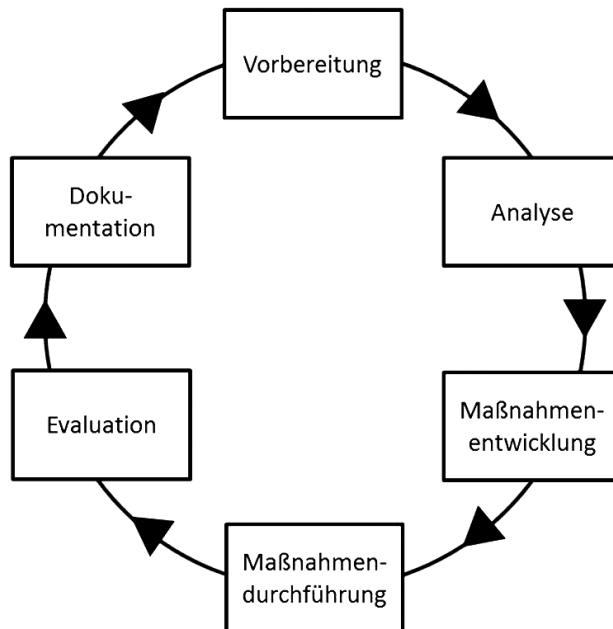 Vorbereitung
Analyse
Maßnahmen-
entwicklung
Maßnahmen-
durchführung
Evaluation
Doku-
mentation